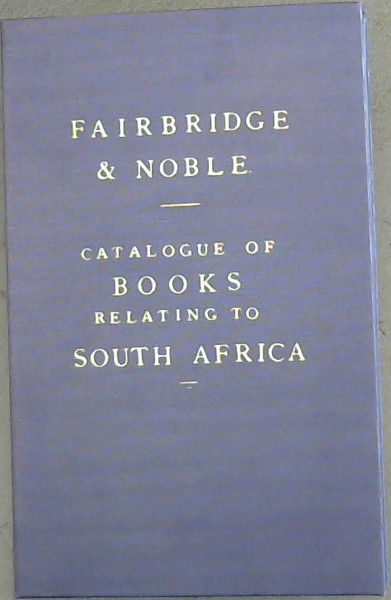 FAIRBRIDGE
& NOBLE.
CATALOGUE OF
BOOKS
RELATING TO
SOUTH AFRICA